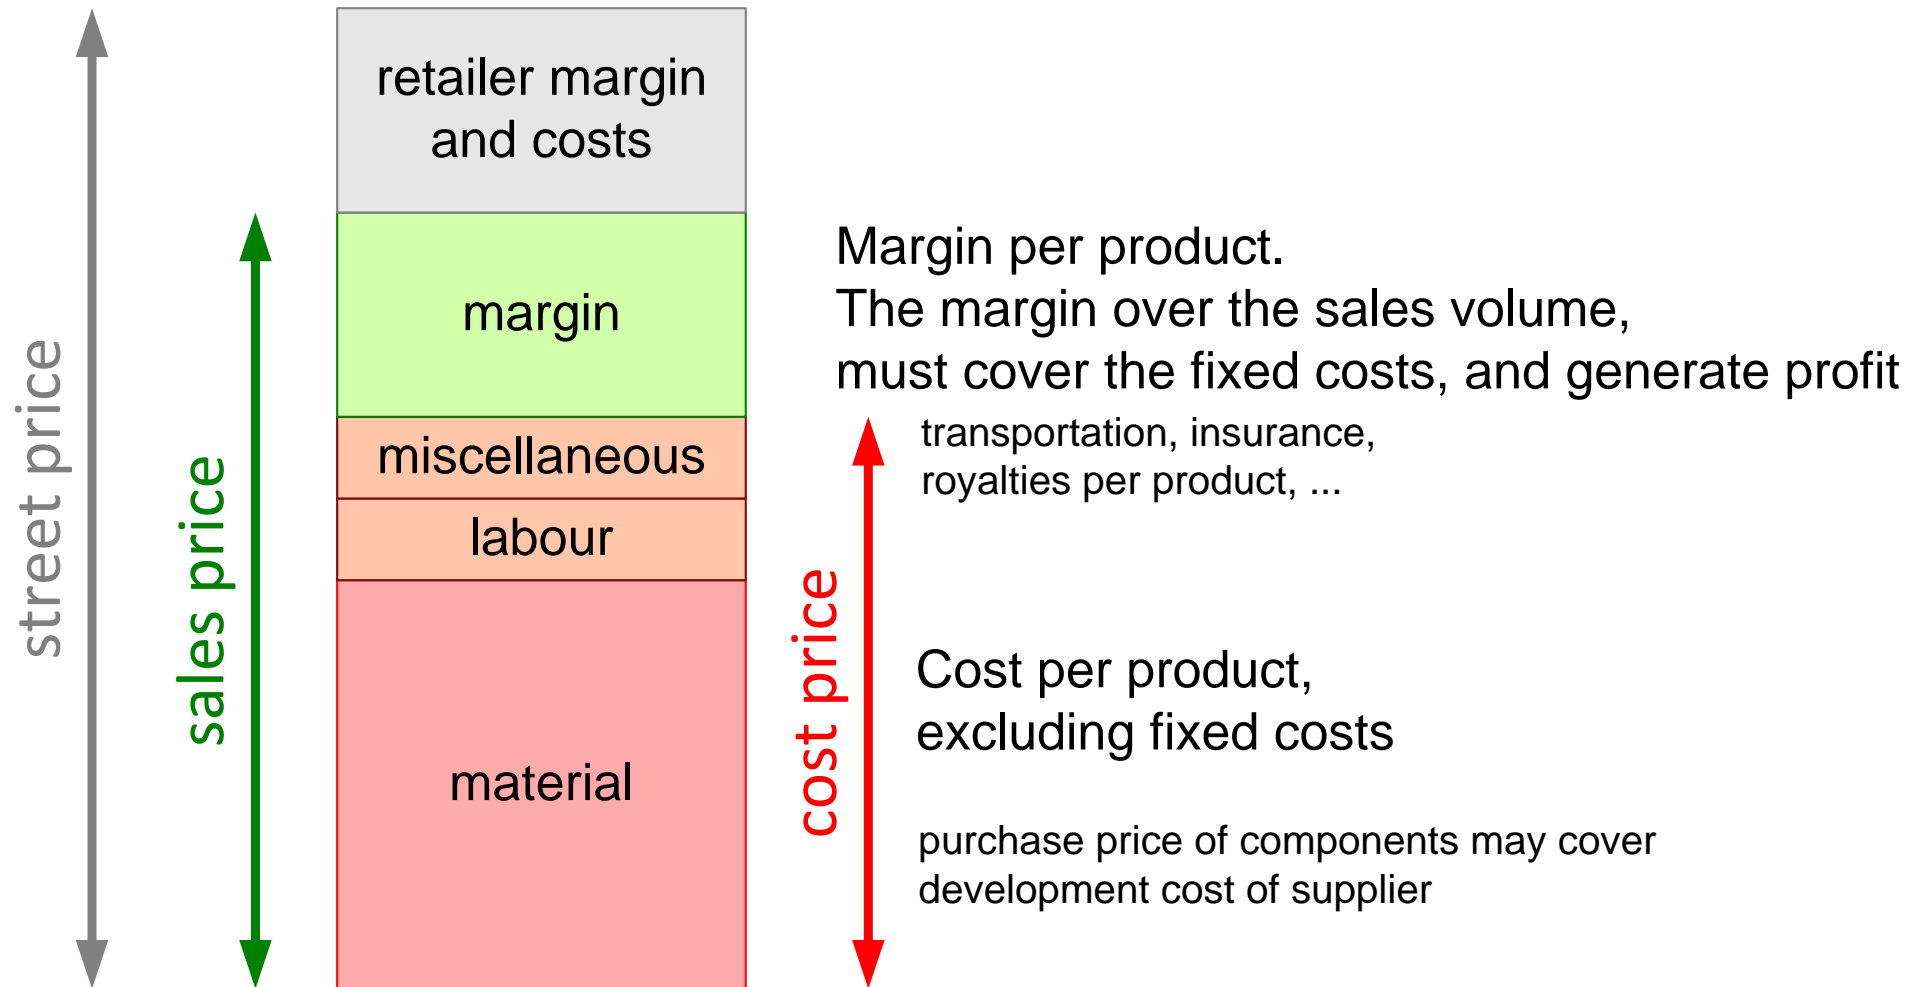 street price
sales price
retailer margin
and costs
margin
miscellaneous
labour
material
cost price
Margin per product.
The margin over the sales volume,
must cover the fixed costs, and generate profit
transportation, insurance,
royalties per product, ...
Cost per product,
excluding fixed costs
purchase price of components may cover
development cost of supplier